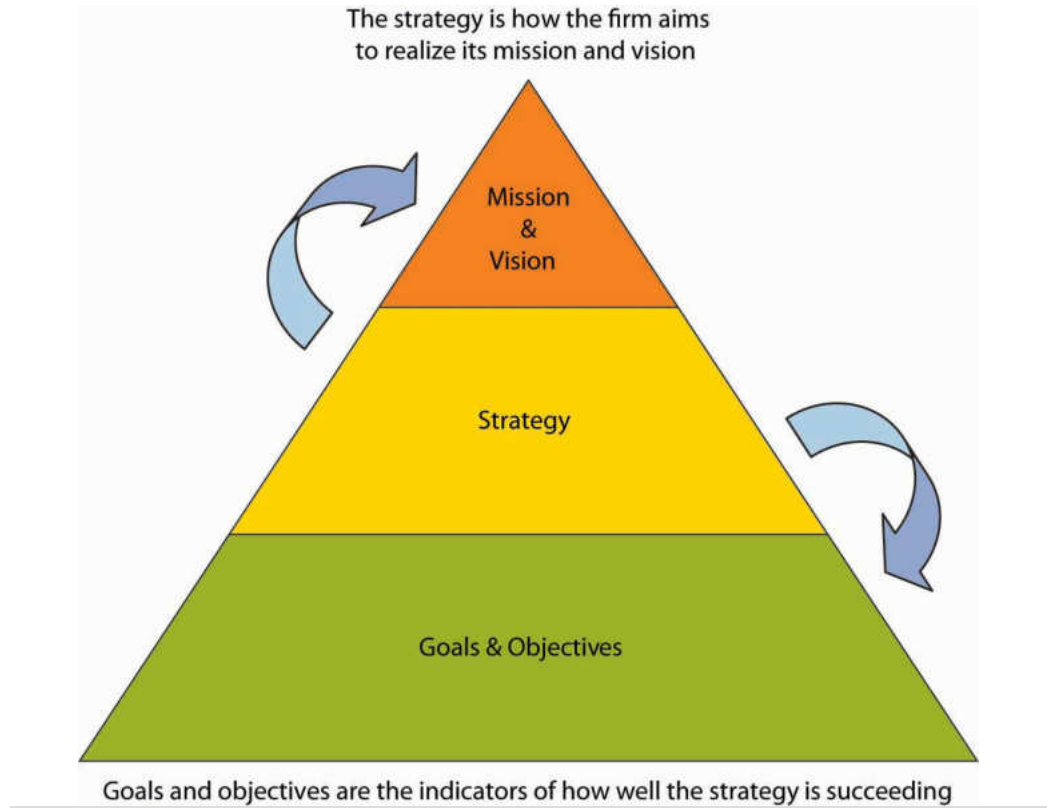 The strategy is how the firm aims
to realize its mission and vision
Mission
&
Vision
Strategy
Goals & Objectives
Goals and objectives are the indicators of how well the strategy is succeeding